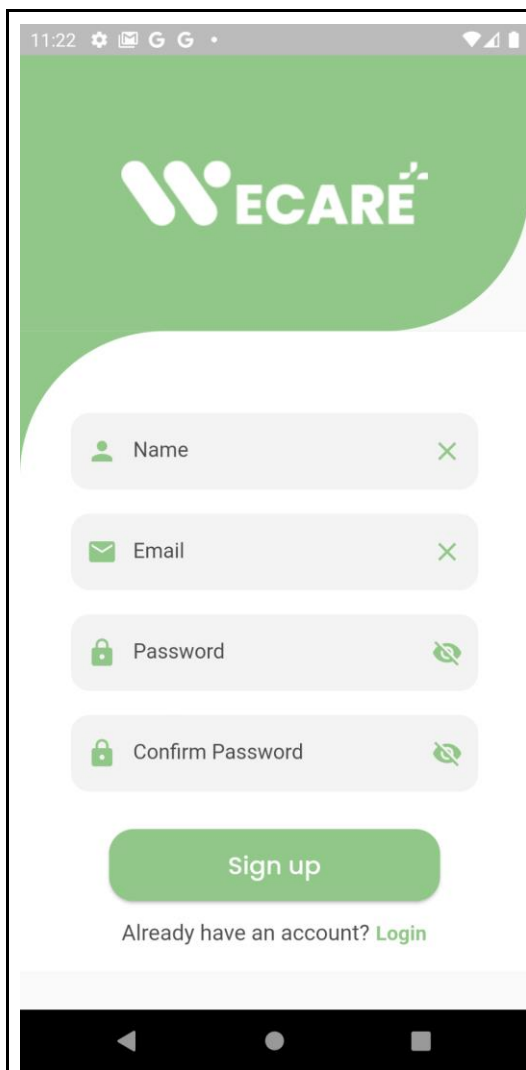 11:22 G G
WECARE
Name
Email
Password
Confirm Password
Sign up
Already have an account? Login